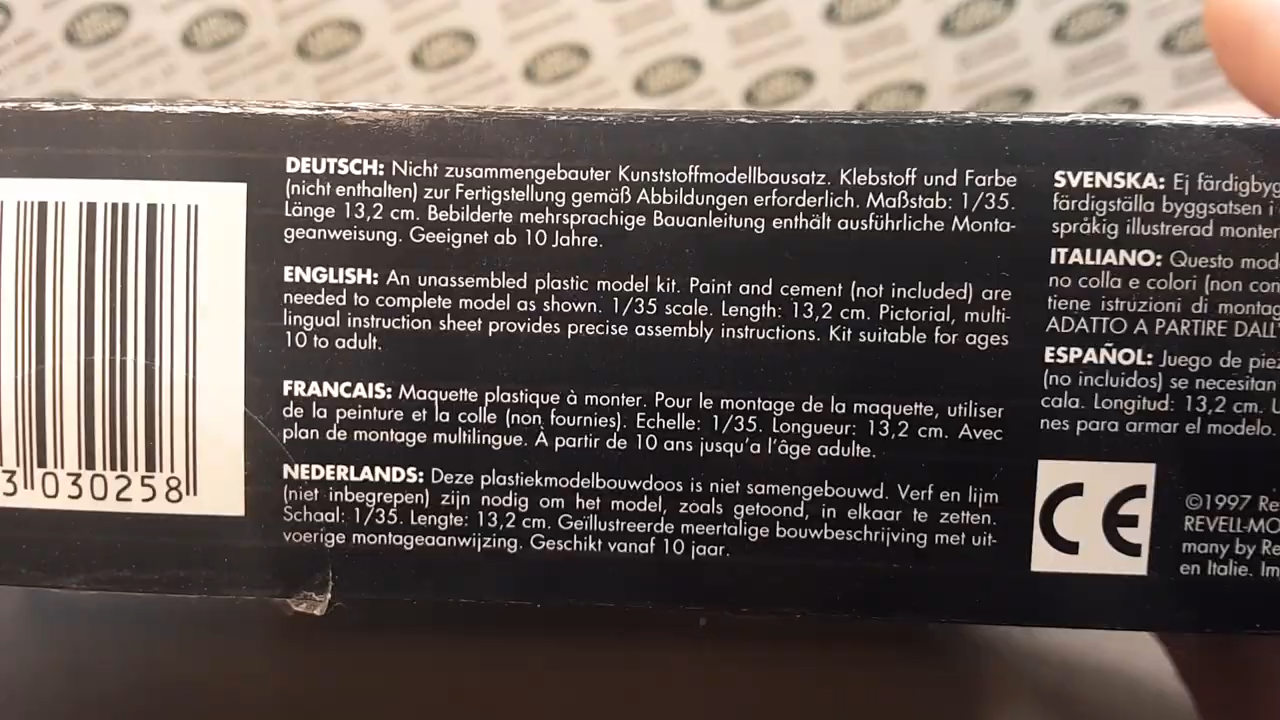 DEUTSCH: Nicht zusammengebauter Kunststoffmodellbausatz. Klebstoff und Farbe
(nicht enthalten) zur Fertigstellung gemäß Abbildungen erforderlich. Maßstab: 1/35.
Länge 13,2 cm. Bebilderte mehrsprachige Bauanleitung enthält ausführliche Monta-
geanweisung. Geeignet ab 10 Jahre.
ENGLISH: An unassembled plastic model kit. Paint and cement (not included) are
needed to complete model as shown. 1/35 scale. Length: 13,2 cm. Pictorial, multi-
lingual instruction sheet provides precise assembly instructions. Kit suitable for ages
10 to adult.
FRANCAIS: Maquette plastique à monter. Pour le montage de la maquette, utiliser
de la peinture et la colle (non fournies). Echelle: 1/35. Longueur: 13,2 cm. Avec
plan de montage multilingue. À partir de 10 ans jusqu'a l'âge adulte.
NEDERLANDS: Deze plastiekmodelbouwdoos is niet samengebouwd. Verf en lijm
(niet inbegrepen) zijn nodig om het model, zoals getoond, in elkaar te zetten.
Schaal: 1/35. Lengte: 13,2 cm. Geïllustreerde meertalige bouwbeschrijving met uit-
voerige montageaanwijzing. Geschikt vanaf 10 jaar.
3 030258
SVENSKA: Ej färdigbyg
färdigställa byggsatsen i
språkig illustrerad monter
ITALIANO: Questo mod
no colla e colori (non con
tiene istruzioni di montag
ADATTO A PARTIRE DALL
ESPAÑOL: Juego de pie
(no incluidos) se necesitan
cala. Longitud: 13,2 cm.
nes para armar el modelo.
CE
©1997 Re
REVELL-MO
many by Re
en Italie. Im